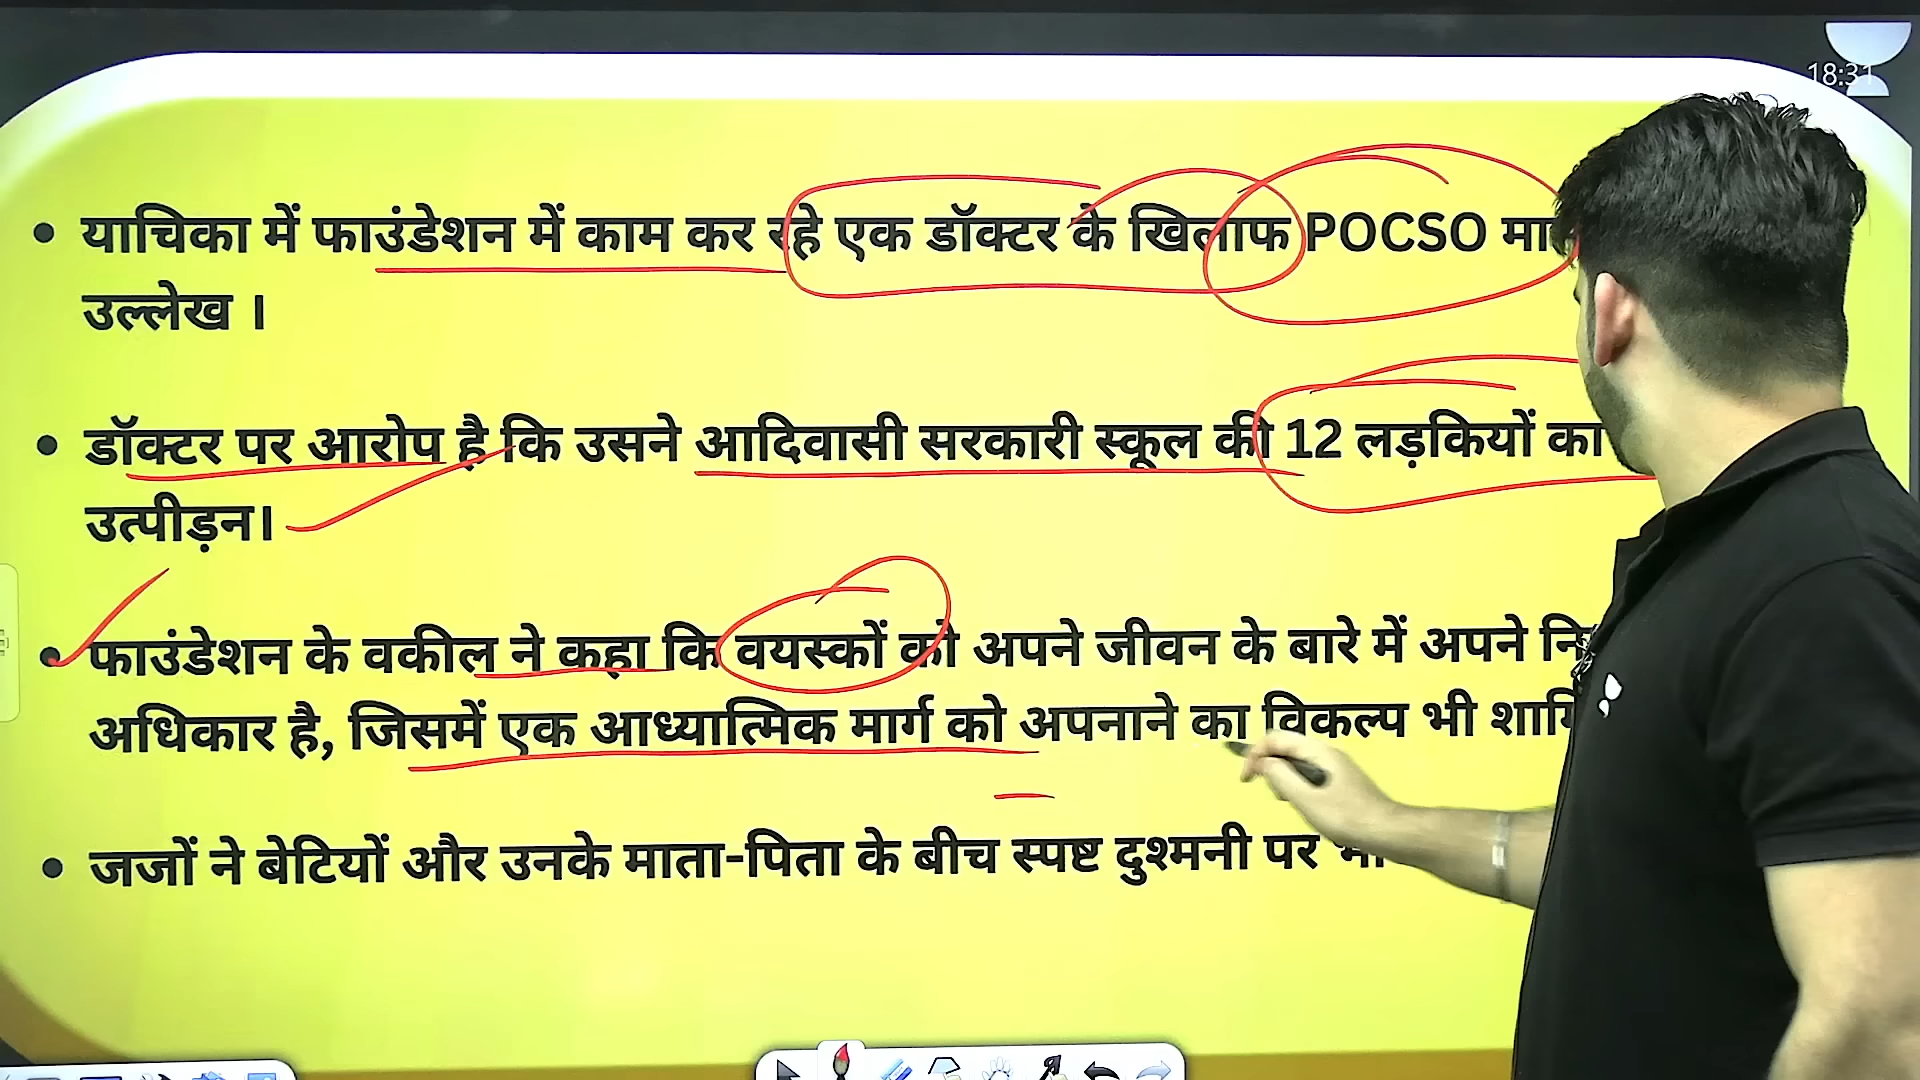 18:31
• याचिका में फाउंडेशन में काम कर रहे एक डॉक्टर के खिलाफ POCSO
उल्लेख ।
• डॉक्टर पर आरोप है कि उसने आदिवासी सरकारी स्कूल की 12 लड़कियों का
उत्पीड़न।
• फाउंडेशन के वकील ने कहा कि वयस्कों को अपने जीवन के बारे में अपने
अधिकार है, जिसमें एक आध्यात्मिक मार्ग को अपनाने का विकल्प भी
• जजों ने बेटियों और उनके माता-पिता के बीच स्पष्ट दुश्मनी पर